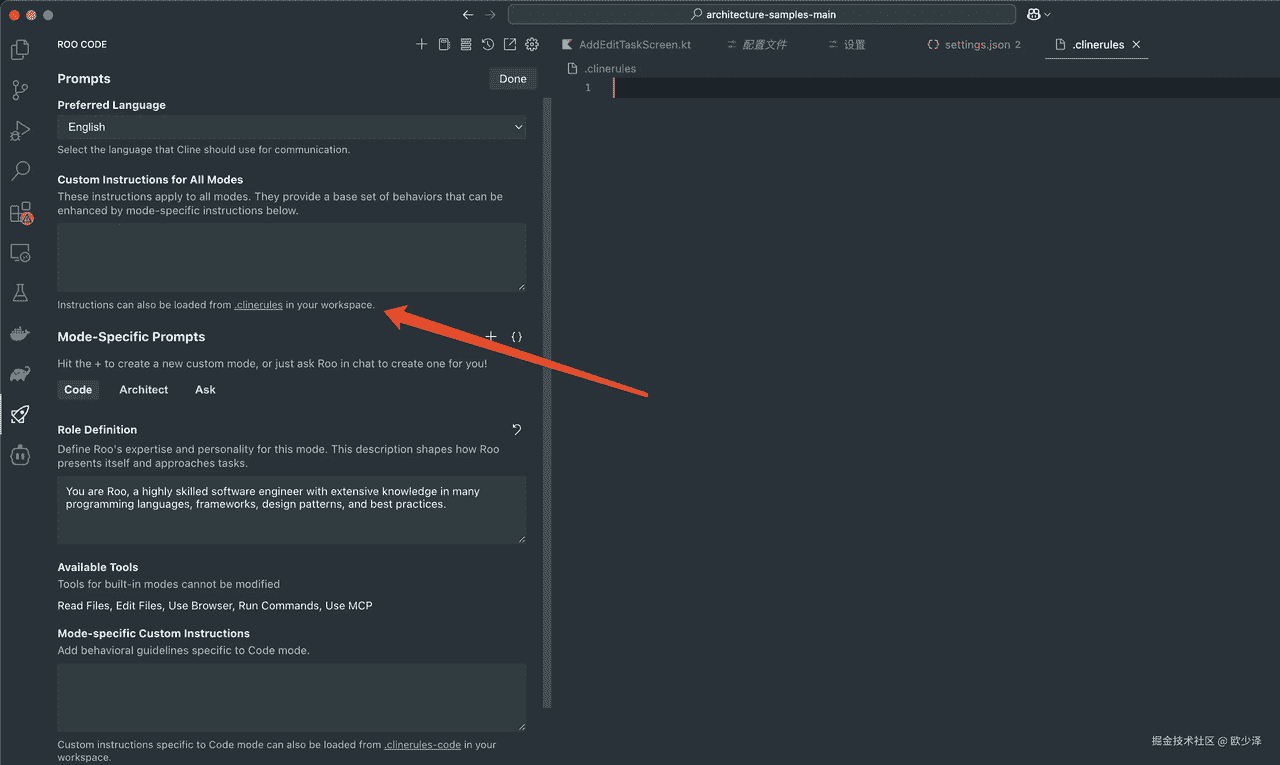 architecture-samples-main
ROO CODE
AddEditTaskScreen.kt
配置文件
设置
settings.json 2
.clinerules
Prompts
Done
.clinerules
1
Preferred Language
English
Select the language that Cline should use for communication.
Custom Instructions for All Modes
These instructions apply to all modes. They provide a base set of behaviors that can be
enhanced by mode-specific instructions below.
Instructions can also be loaded from .clinerules in your workspace.
Mode-Specific Prompts
Hit the + to create a new custom mode, or just ask Roo in chat to create one for you!
Code Architect Ask
Role Definition
Define Roo's expertise and personality for this mode. This description shapes how Roo
presents itself and approaches tasks.
You are Roo, a highly skilled software engineer with extensive knowledge in many
programming languages, frameworks, design patterns, and best practices.
Available Tools
Tools for built-in modes cannot be modified
Read Files, Edit Files, Use Browser, Run Commands, Use MCP
Mode-specific Custom Instructions
Add behavioral guidelines specific to Code mode.
Custom instructions specific to Code mode can also be loaded from .clinerules-code in your
workspace.
掘金技术社区 @ 欧少泽